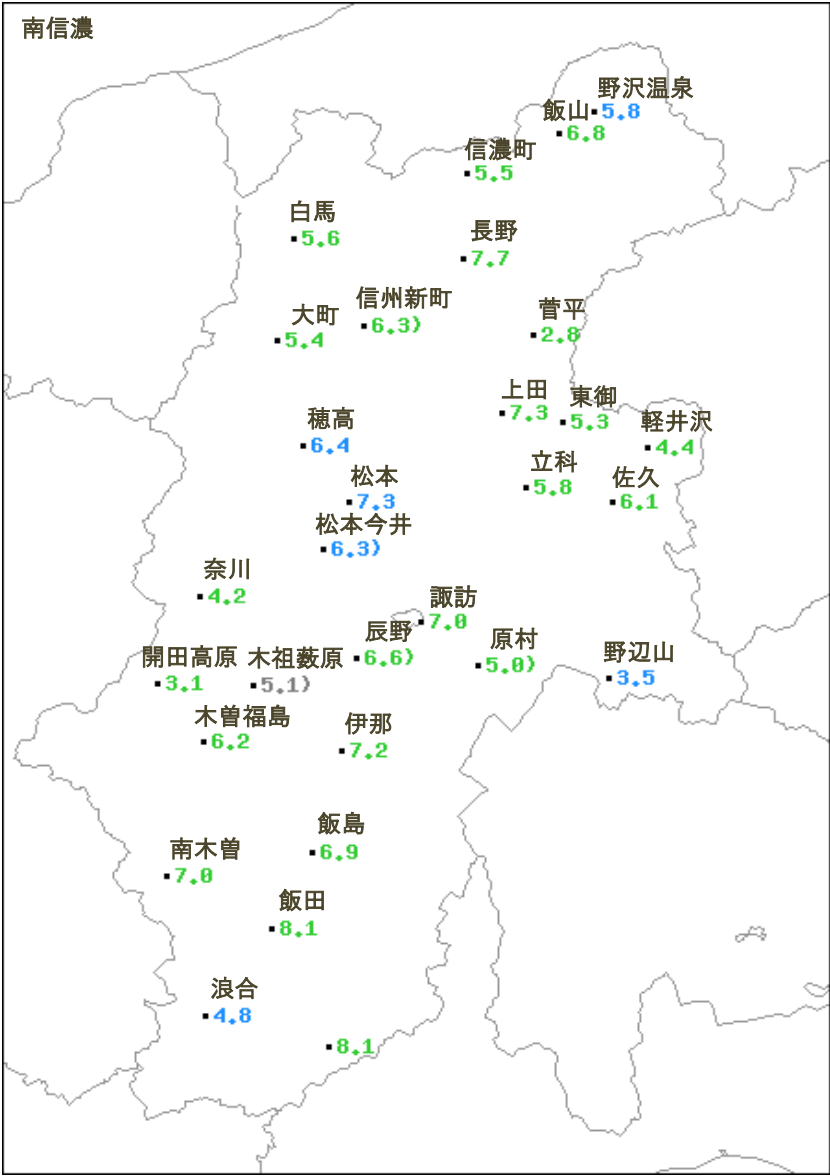 南信濃
野沢温泉
5.8
飯山
6.8
信濃町
5.5
白馬
5.6
長野
7.7
信州新町
6.3)
大町
5.4
菅平
2.8
上田
7.3
東御
5.3
軽井沢
4.4
穂高
6.4
立科
5.8
佐久
6.1
松本
7.3
松本今井
6.3)
奈川
4.2
諏訪
7.0
辰野
6.6)
原村
5.0)
野辺山
3.5
開田高原
3.1
木祖薮原
5.1)
木曽福島
6.2
伊那
7.2
飯島
6.9
南木曽
7.0
飯田
8.1
浪合
4.8
8.1